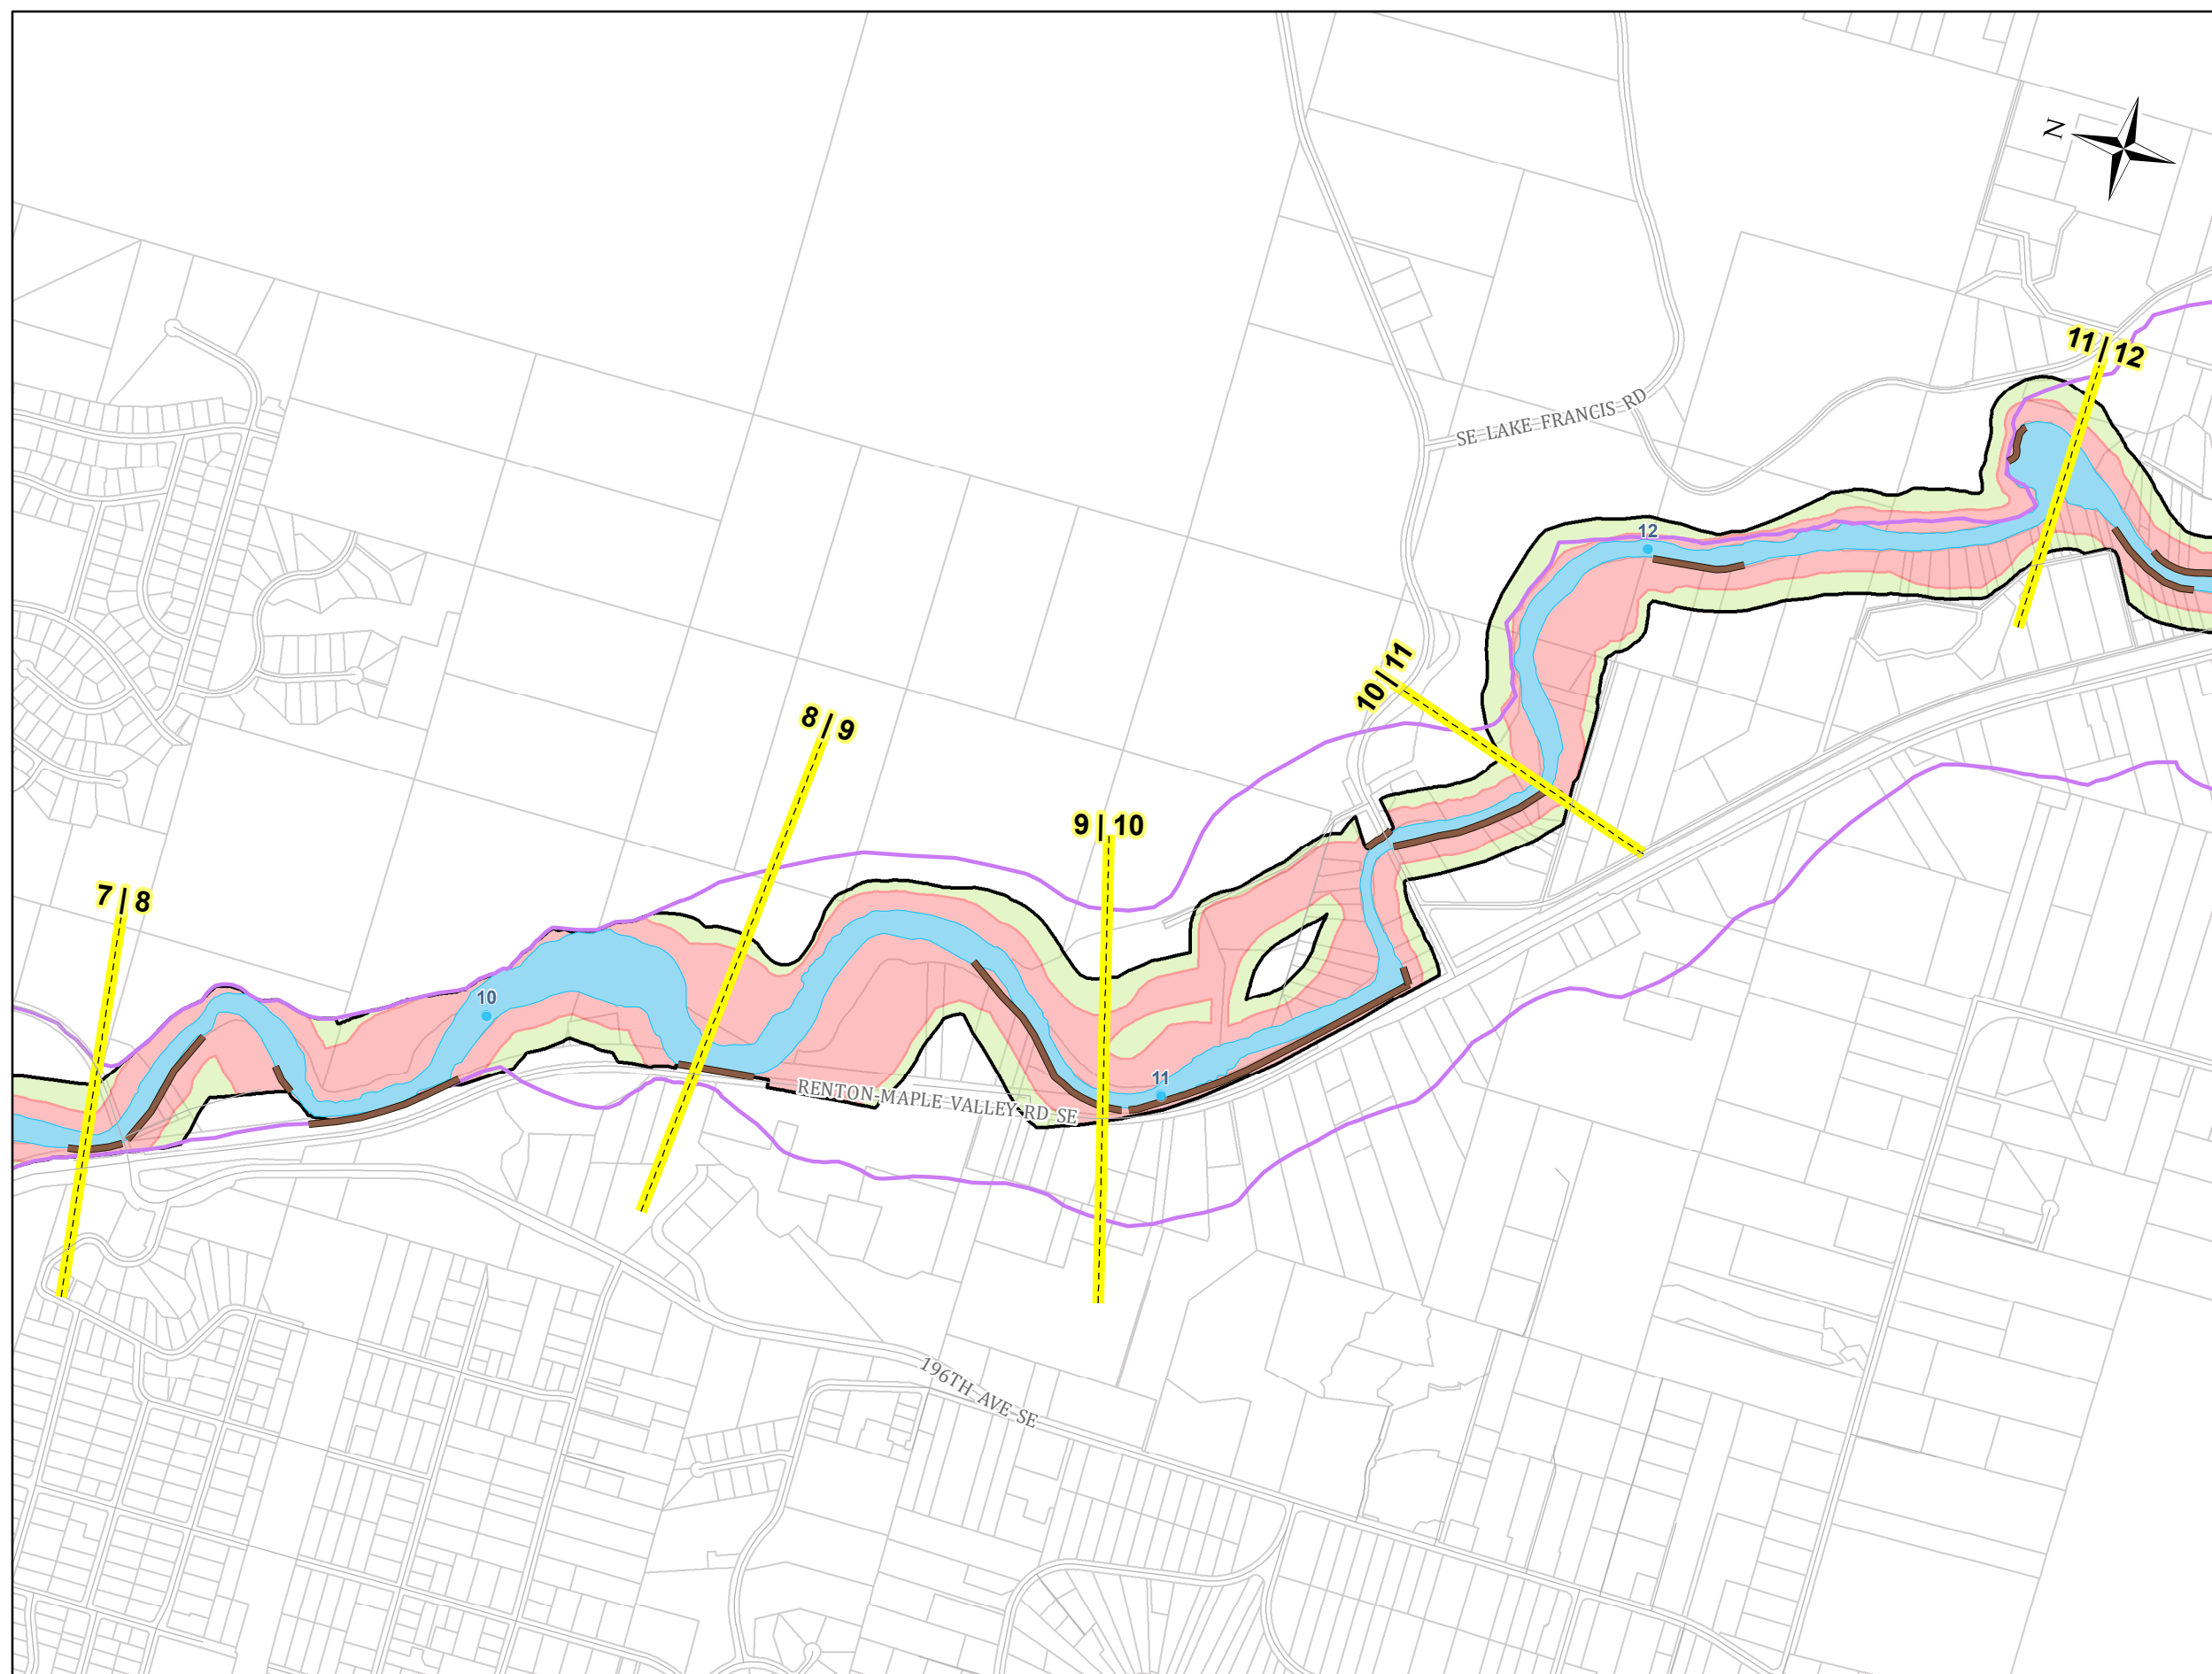 N
11 | 12
SE LAKE FRANCIS RD
12
10 | 11
8 | 9
9 | 10
7 | 8
10
11
RENTON-MAPLE VALLEY RD SE
196TH AVE SE